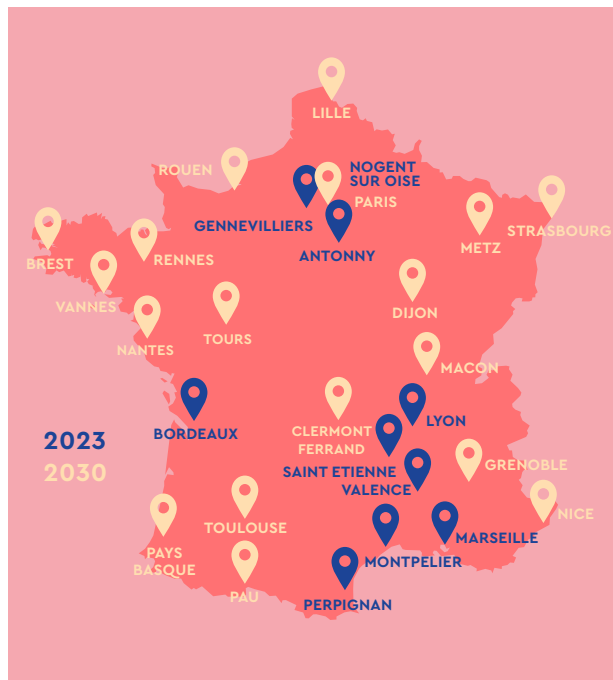 LILLE
ROUEN
NOGENT
SUR OISE
PARIS
GENNEVILLIERS
ANTONNY
METZ
STRASBOURG
BREST
RENNES
VANNES
NANTES
TOURS
DIJON
MACON
BORDEAUX
CLERMONT
FERRAND
LYON
2023
2030
SAINT ETIENNE
VALENCE
GRENOBLE
TOULOUSE
NICE
PAYS
BASQUE
MARSEILLE
MONTPELIER
PAU
PERPIGNAN